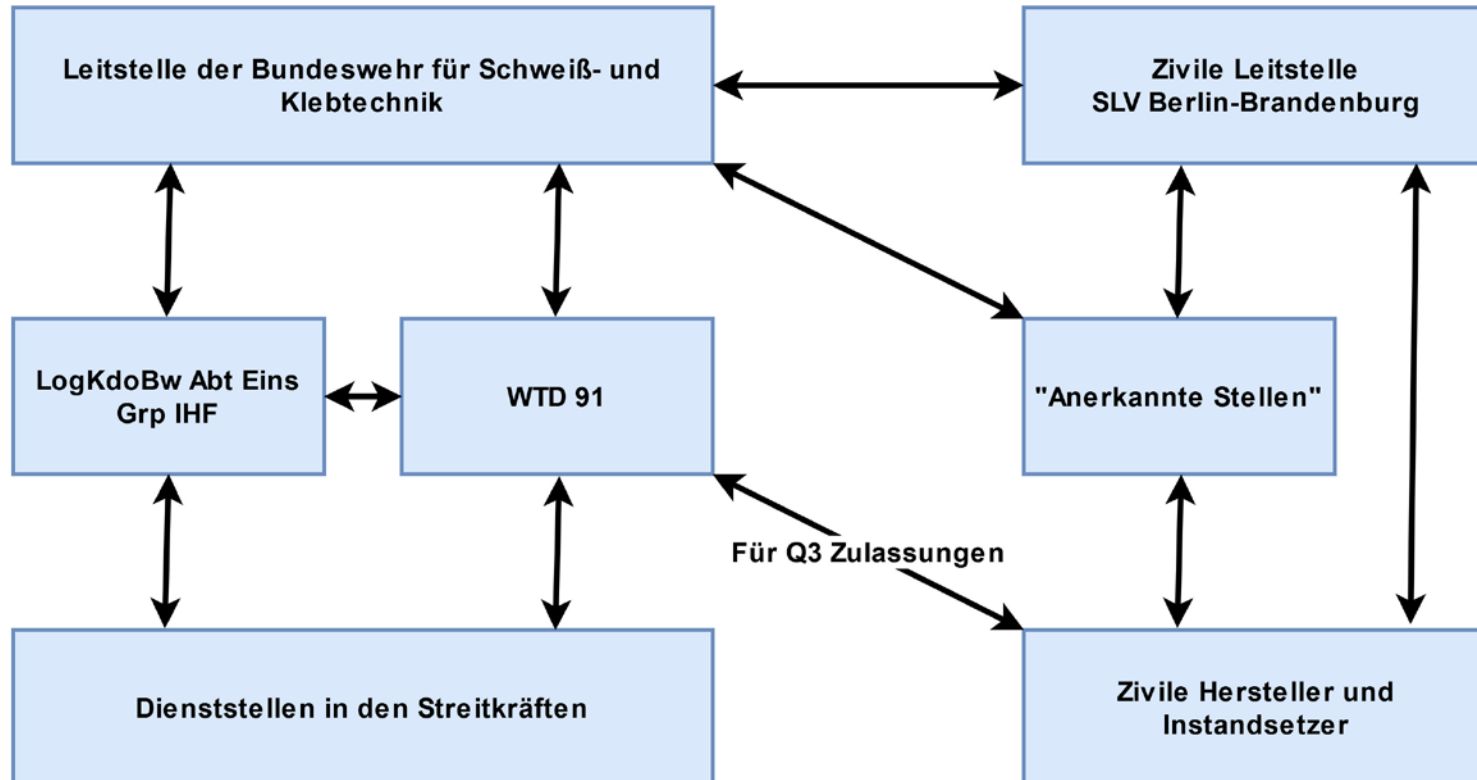 Leitstelle der Bundeswehr für Schweiß- und
Klebtechnik
Zivile Leitstelle
SLV Berlin-Brandenburg
LogKdoBw Abt Eins
Grp IHF
WTD 91
"Anerkannte Stellen"
Für Q3 Zulassungen
Dienststellen in den Streitkräften
Zivile Hersteller und
Instandsetzer